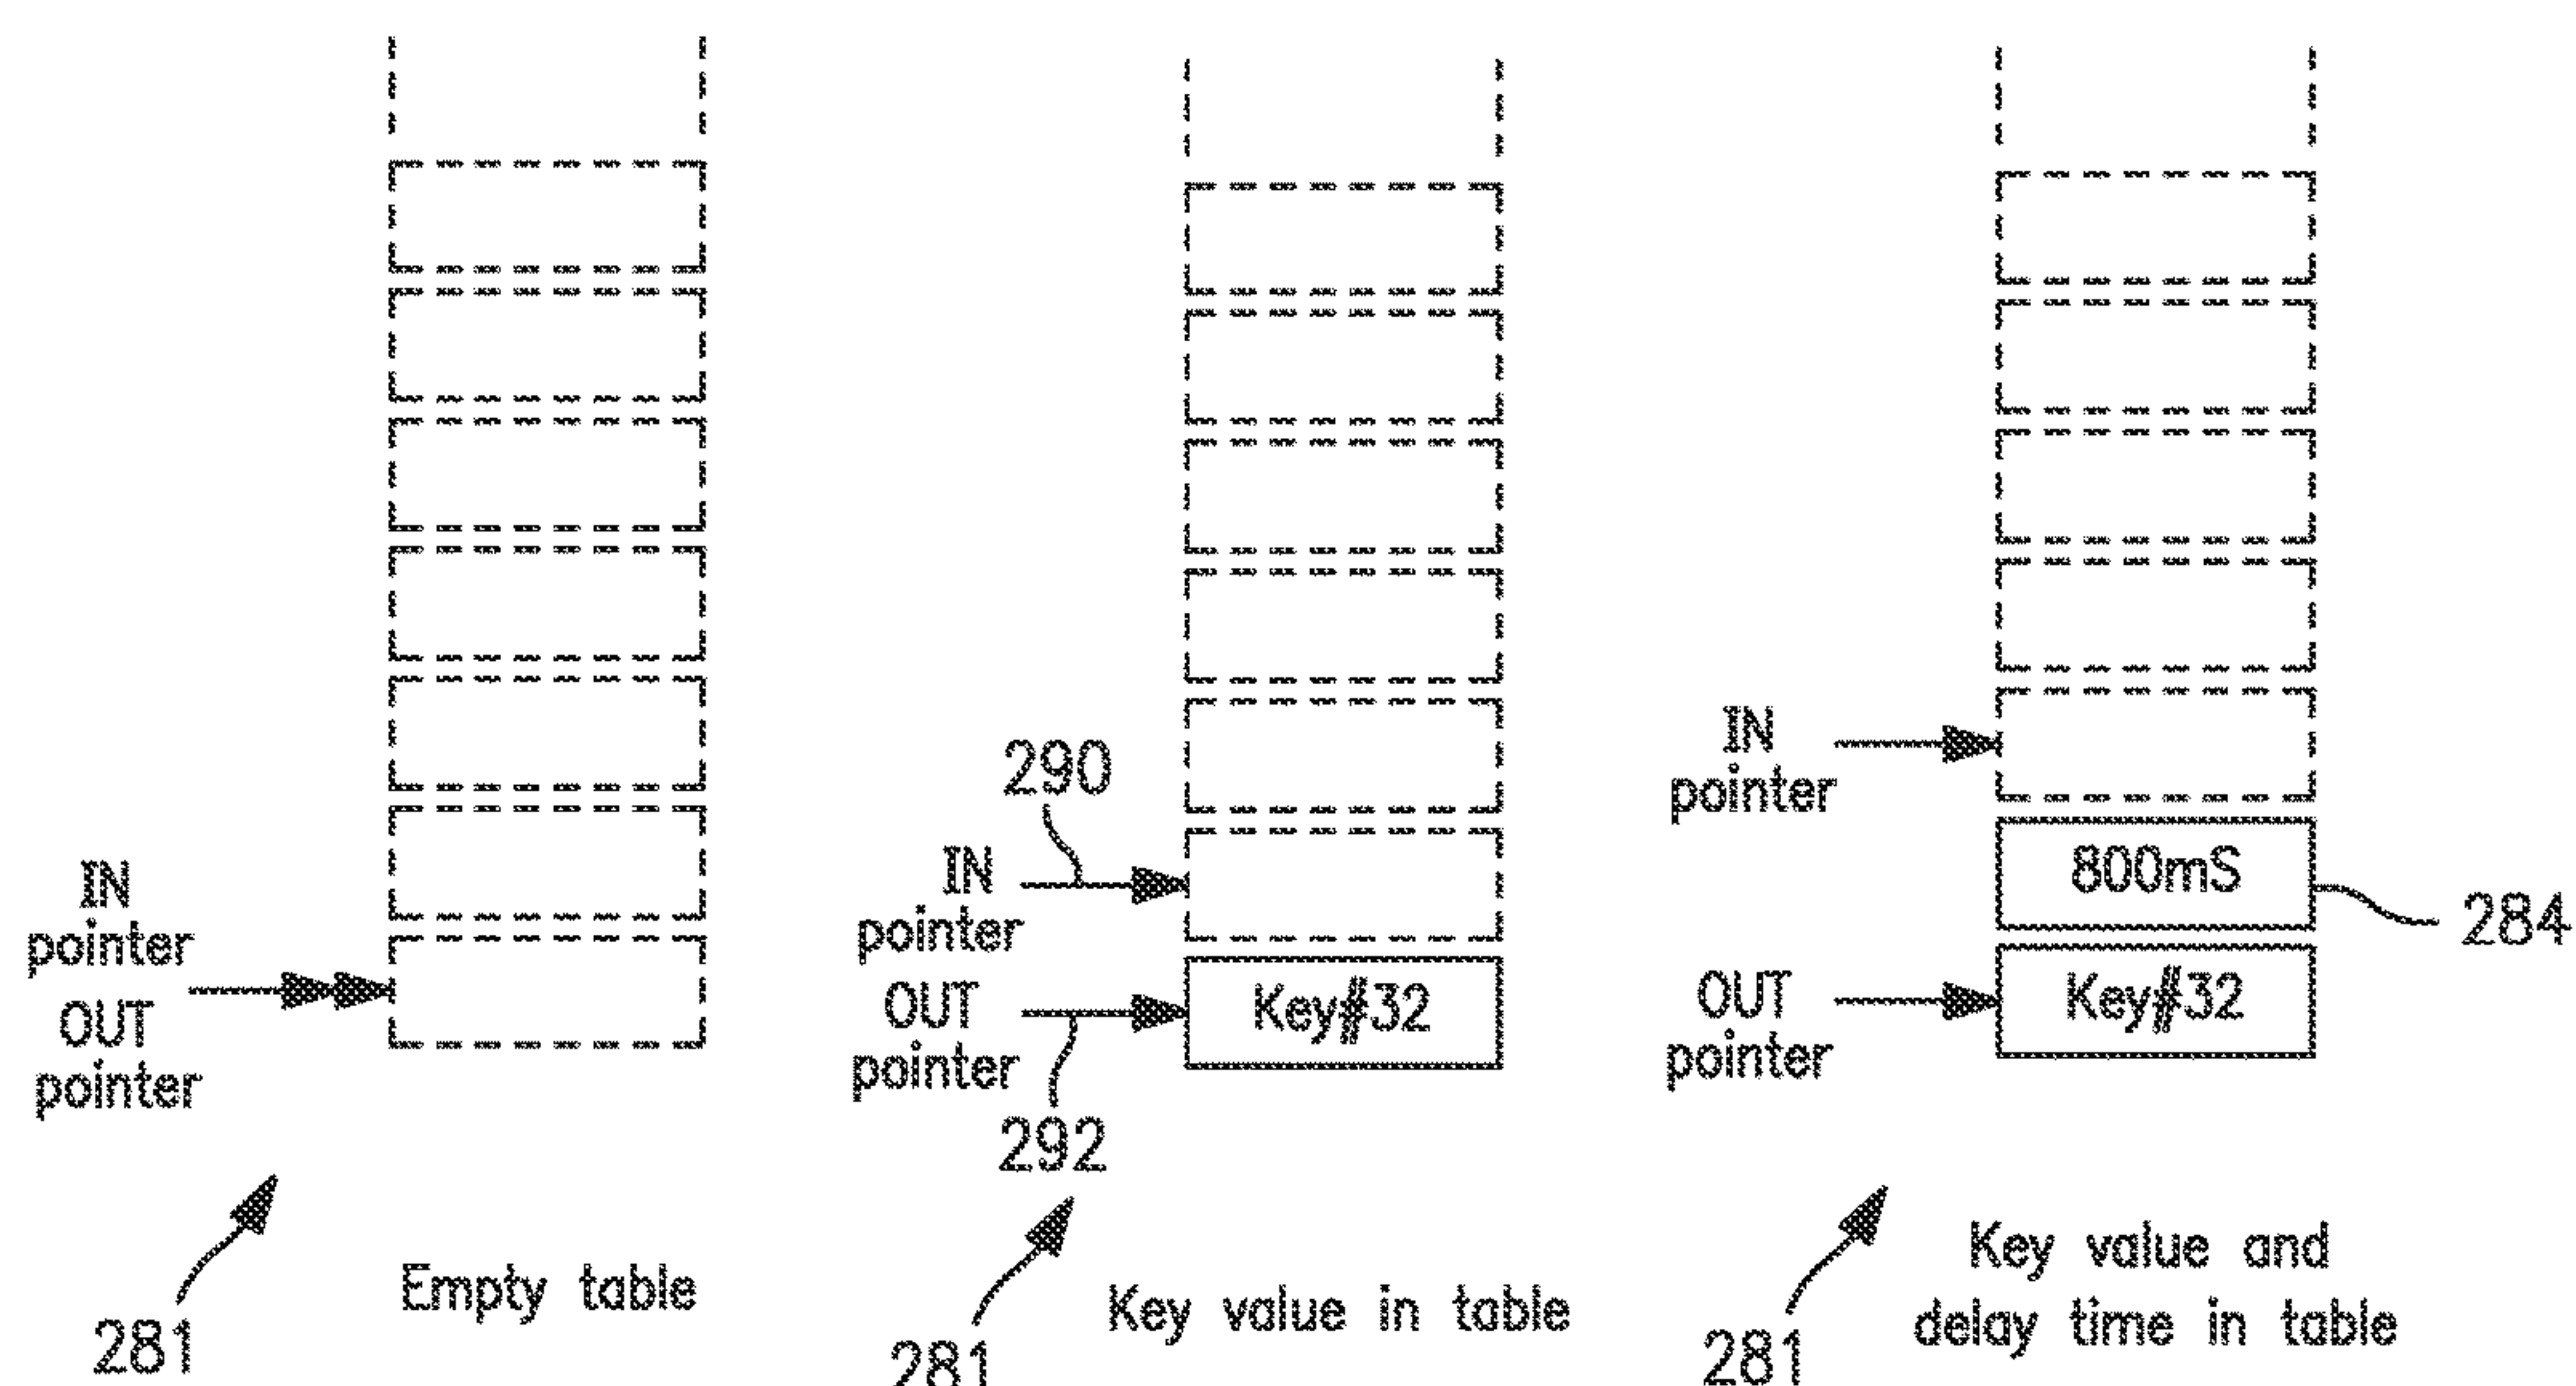 IN
pointer
OUT
pointer
281
Empty table
290
IN
pointer
OUT
pointer
Key#32
292
281
Key value in table
IN
pointer
800mS
284
OUT
pointer
Key#32
281
Key value and
delay time in table